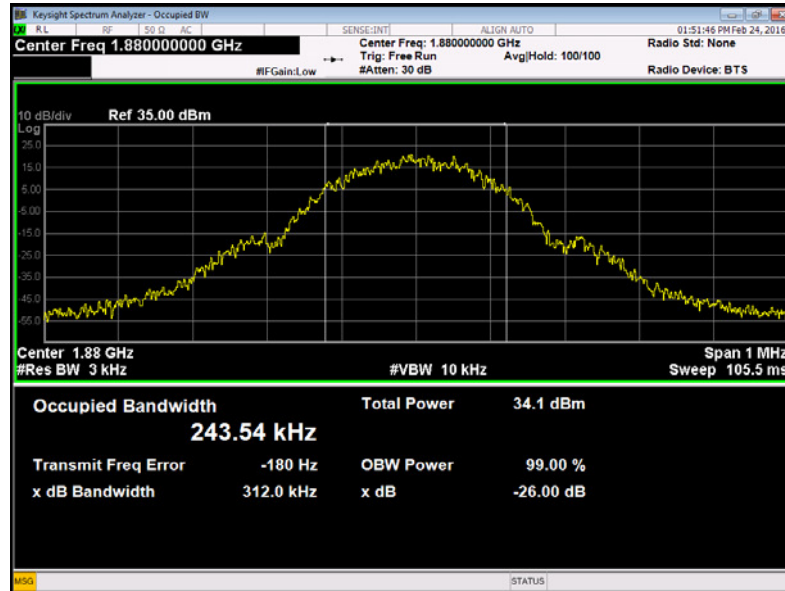 Keysight Spectrum Analyzer - Occupied BW
RL RF 50 Ω AC SENSE:INT ALIGN AUTO 01:51:46 PM Feb 24, 2016
Center Freq 1.880000000 GHz Center Freq: 1.880000000 GHz Radio Std: None
Trig: Free Run Avg|Hold: 100/100
#IFGain:Low #Atten: 30 dB Radio Device: BTS
10 dB/div Ref 35.00 dBm
Log
25.0
15.0
5.00
-5.00
-15.0
-25.0
-35.0
-45.0
-55.0
Center 1.88 GHz Span 1 MHz
#Res BW 3 kHz #VBW 10 kHz Sweep 105.5 ms
Occupied Bandwidth Total Power 34.1 dBm
243.54 kHz
Transmit Freq Error -180 Hz OBW Power 99.00 %
x dB Bandwidth 312.0 kHz x dB -26.00 dB
MSG STATUS